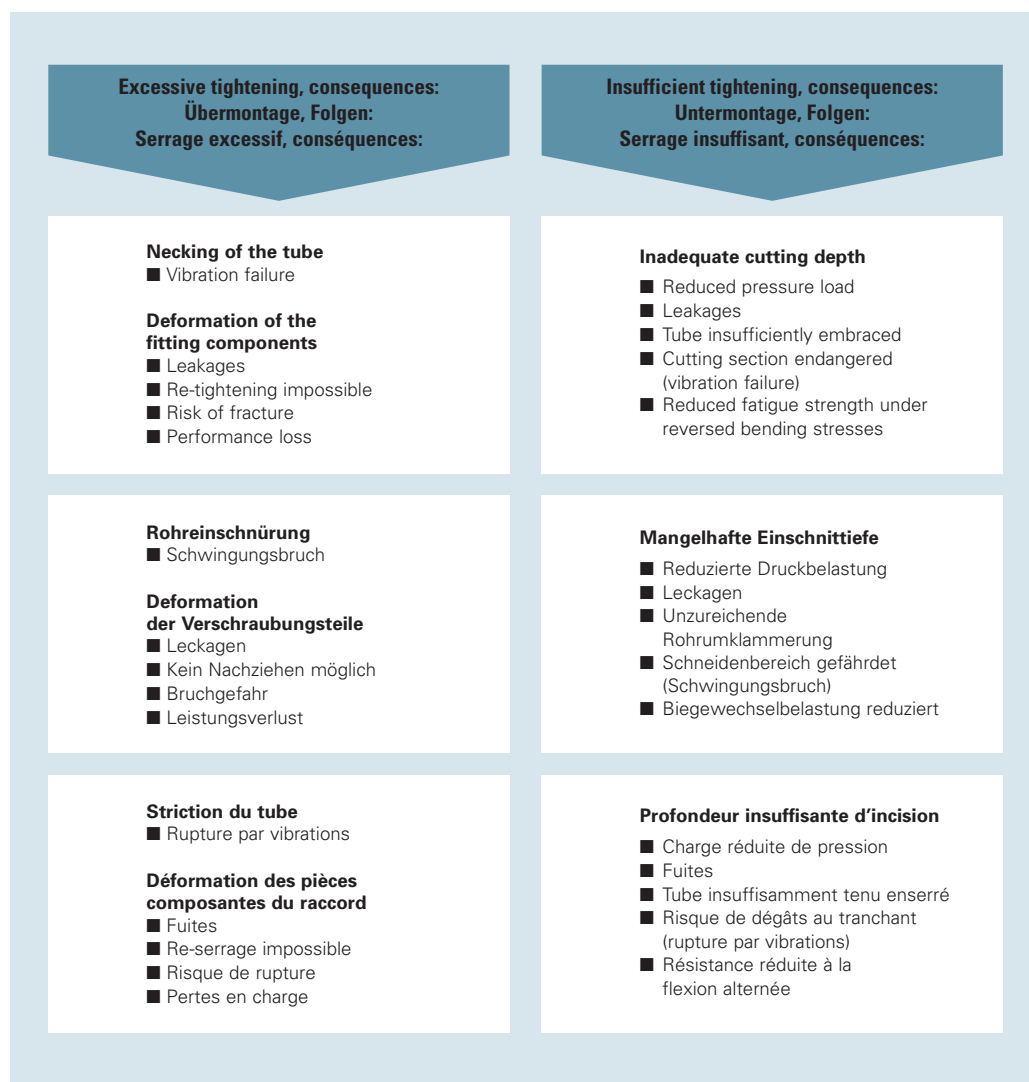 Excessive tightening, consequences:
Übermontage, Folgen:
Serrage excessif, conséquences:
Necking of the tube
■ Vibration failure
Deformation of the
fitting components
■ Leakages
■ Re-tightening impossible
■ Risk of fracture
■ Performance loss
Rohreinschnürung
■ Schwingungsbruch
Deformation
der Verschraubungsteile
■ Leckagen
■ Kein Nachziehen möglich
■ Bruchgefahr
■ Leistungsverlust
Striction du tube
■ Rupture par vibrations
Déformation des pièces
composantes du raccord
■ Fuites
■ Re-serrage impossible
■ Risque de rupture
■ Pertes en charge
Insufficient tightening, consequences:
Untermontage, Folgen:
Serrage insuffisant, conséquences:
Inadequate cutting depth
■ Reduced pressure load
■ Leakages
■ Tube insufficiently embraced
■ Cutting section endangered
(vibration failure)
■ Reduced fatigue strength under
reversed bending stresses
Mangelhafte Einschnittiefe
■ Reduzierte Druckbelastung
■ Leckagen
■ Unzureichende
Rohrumklammerung
■ Schneidenbereich gefährdet
(Schwingungsbruch)
■ Biegewechselbelastung reduziert
Profondeur insuffisante d’incision
■ Charge réduite de pression
■ Fuites
■ Tube insuffisamment tenu enserré
■ Risque de dégâts au tranchant
(rupture par vibrations)
■ Résistance réduite à la
flexion alternée